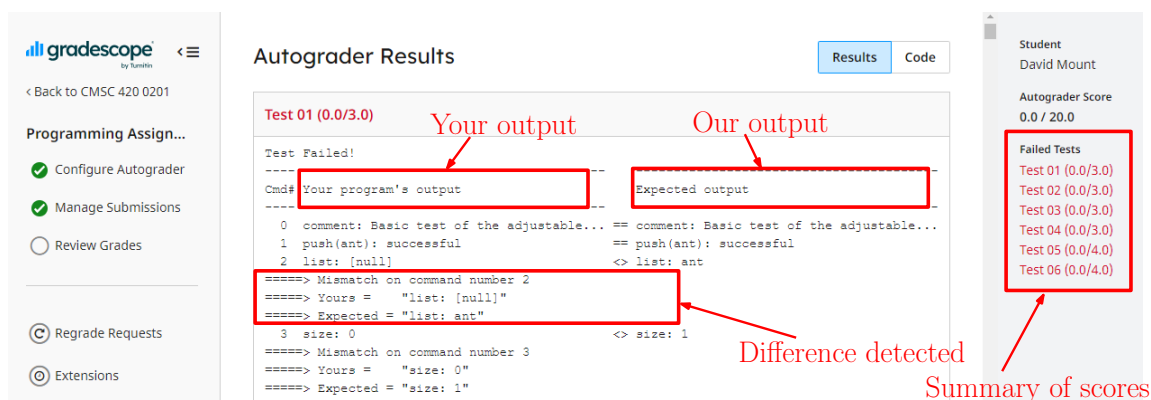 gradescope
by Turnitin
< Back to CMSC 420 0201
Programming Assign...
Configure Autograder
Manage Submissions
Review Grades
Regrade Requests
Extensions
Autograder Results
Results Code
Test 01 (0.0/3.0)
Your output Our output
Test Failed!
Cmd# Your program's output Expected output
0 comment: Basic test of the adjustable... == comment: Basic test of the adjustable...
1 push(ant): successful == push(ant): successful
2 list: [null] <> list: ant
=====> Mismatch on command number 2
=====> Yours = "list: [null]"
=====> Expected = "list: ant"
3 size: 0 <> size: 1
=====> Mismatch on command number 3
=====> Yours = "size: 0"
=====> Expected = "size: 1"
Difference detected
Student
David Mount
Autograder Score
0.0 / 20.0
Failed Tests
Test 01 (0.0/3.0)
Test 02 (0.0/3.0)
Test 03 (0.0/3.0)
Test 04 (0.0/3.0)
Test 05 (0.0/4.0)
Test 06 (0.0/4.0)
Summary of scores